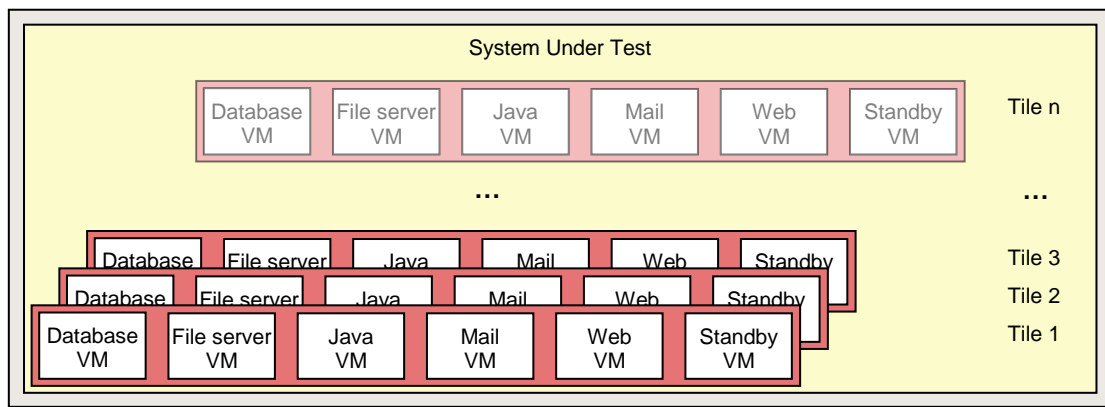 System Under Test
Database File server Java Mail Web Standby Tile n
VM VM VM VM VM VM
... ...
Database File server Java Mail Web Standby Tile 3
Database File server Java Mail Web Standby Tile 2
Database File server Java Mail Web Standby Tile 1
VM VM VM VM VM VM